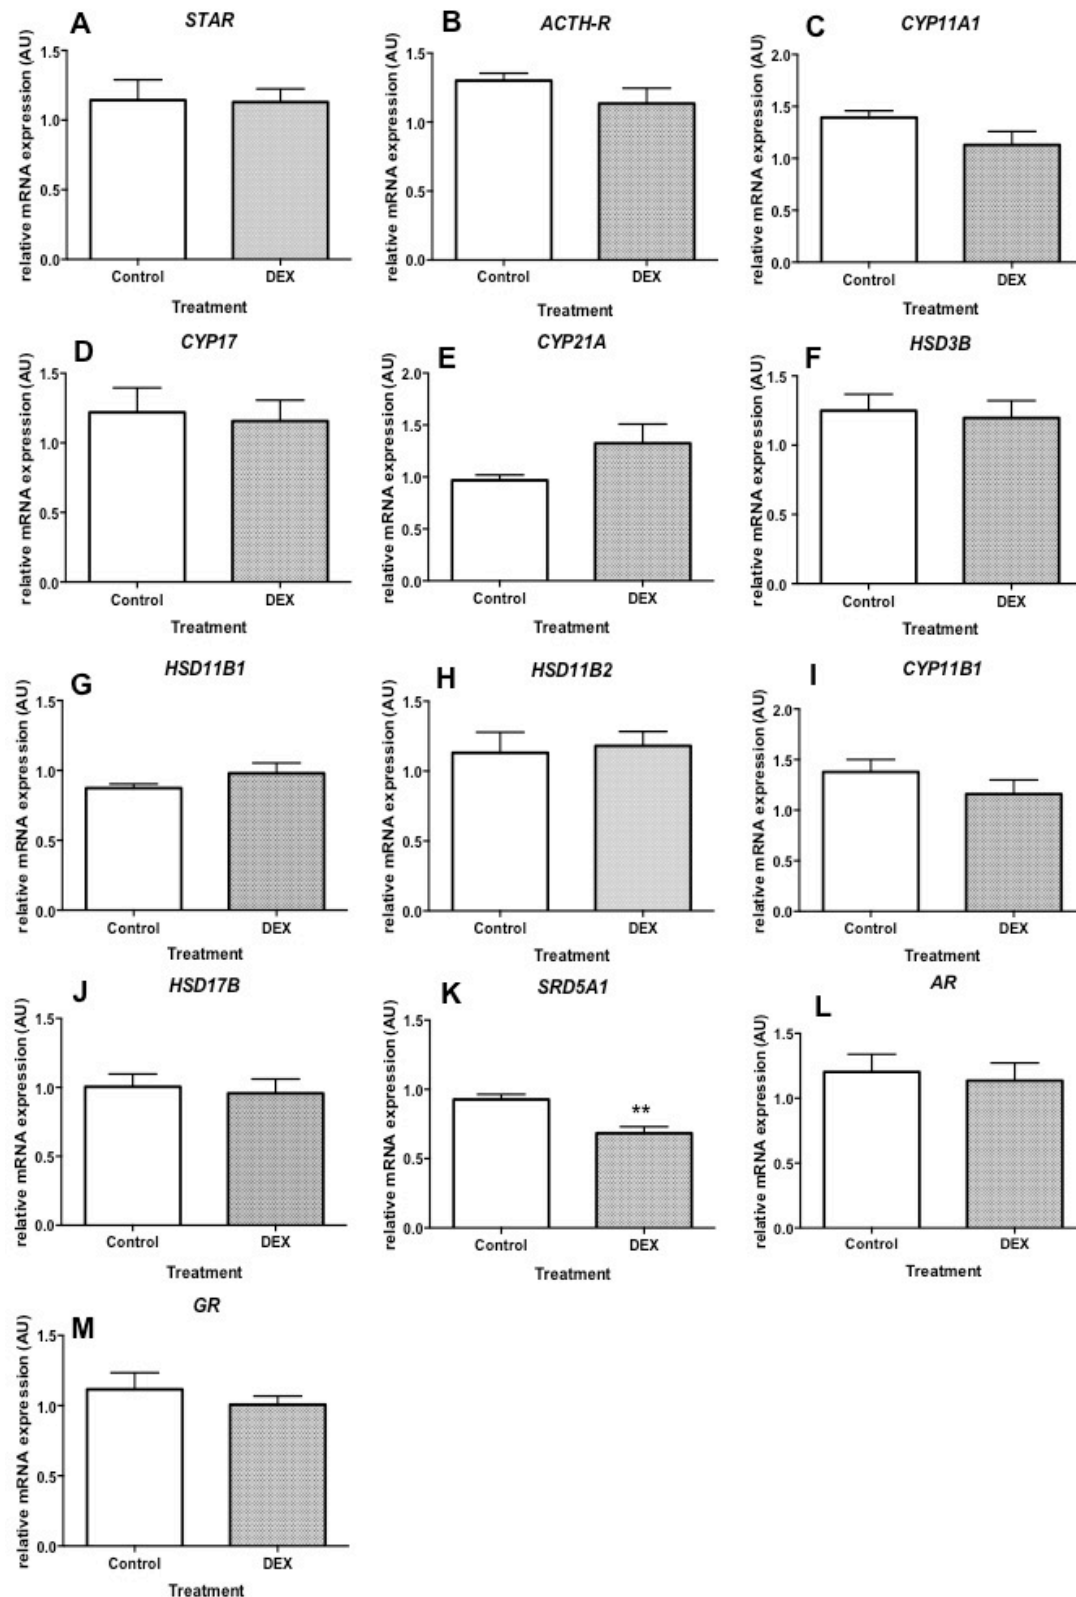 A STAR
relative mRNA expression (AU)
1.5
1.0
0.5
0.0
Control DEX
Treatment
B ACTH-R
relative mRNA expression (AU)
1.5
1.0
0.5
0.0
Control DEX
Treatment
C CYP11A1
relative mRNA expression (AU)
2.0
1.5
1.0
0.5
0.0
Control DEX
Treatment
D CYP17
relative mRNA expression (AU)
1.5
1.0
0.5
0.0
Control DEX
Treatment
E CYP21A
relative mRNA expression (AU)
2.0
1.5
1.0
0.5
0.0
Control DEX
Treatment
F HSD3B
relative mRNA expression (AU)
1.5
1.0
0.5
0.0
Control DEX
Treatment
G HSD11B1
relative mRNA expression (AU)
1.5
1.0
0.5
0.0
Control DEX
Treatment
H HSD11B2
relative mRNA expression (AU)
1.5
1.0
0.5
0.0
Control DEX
Treatment
I CYP11B1
relative mRNA expression (AU)
2.0
1.5
1.0
0.5
0.0
Control DEX
Treatment
J HSD17B
relative mRNA expression (AU)
1.5
1.0
0.5
0.0
Control DEX
Treatment
K SRD5A1
relative mRNA expression (AU)
1.5
1.0
0.5
0.0
**
Control DEX
Treatment
L AR
relative mRNA expression (AU)
1.5
1.0
0.5
0.0
Control DEX
Treatment
M GR
relative mRNA expression (AU)
1.5
1.0
0.5
0.0
Control DEX
Treatment